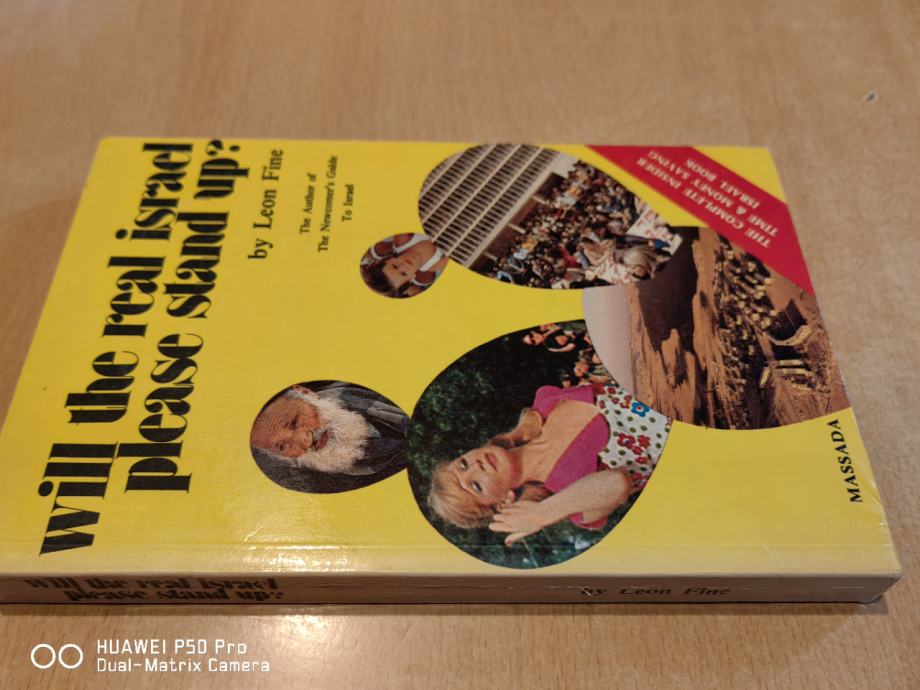 will the real israel
please stand up?
by Leon Fine
The Author of
The Newcomer's Guide
To Israel
THE COMPLETE INSIDER
TIME & MONEY SAVING
ISRAEL BOOK
MASSADA
will the real israel
please stand up?
by Leon Fine
HUAWEI P50 Pro
Dual-Matrix Camera